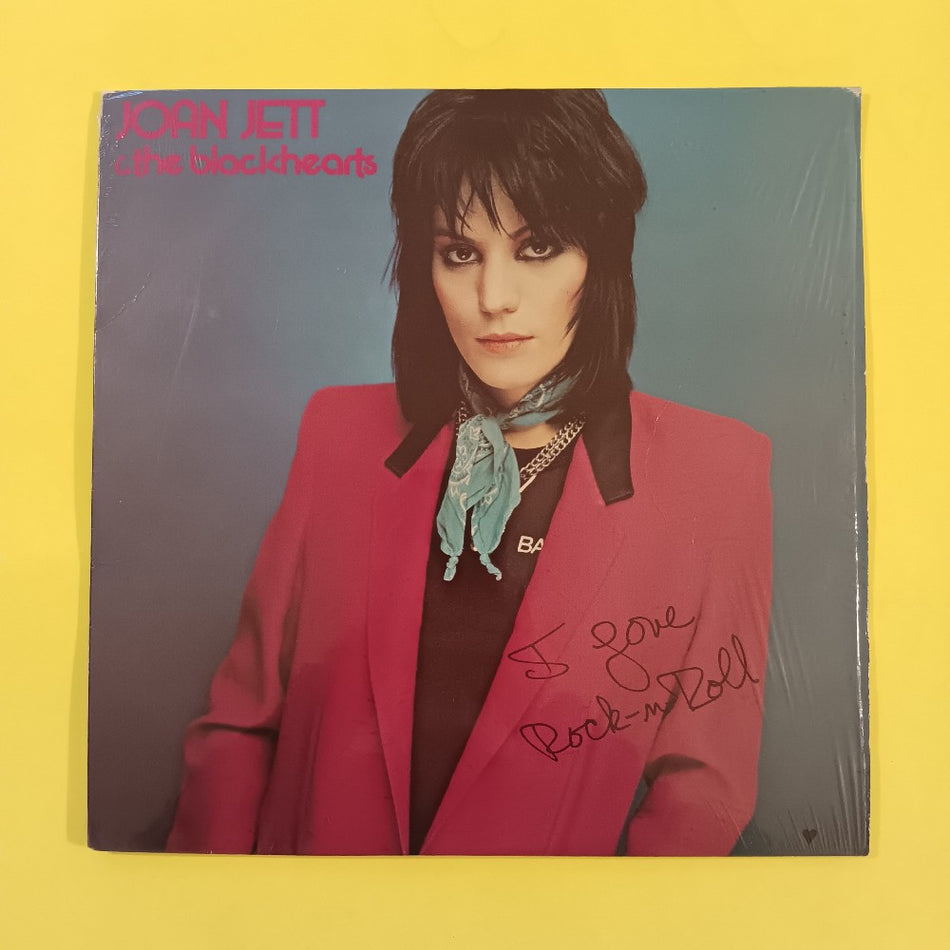 JOAN JETT
& the blackhearts
BA
I Love
Rock-n Roll